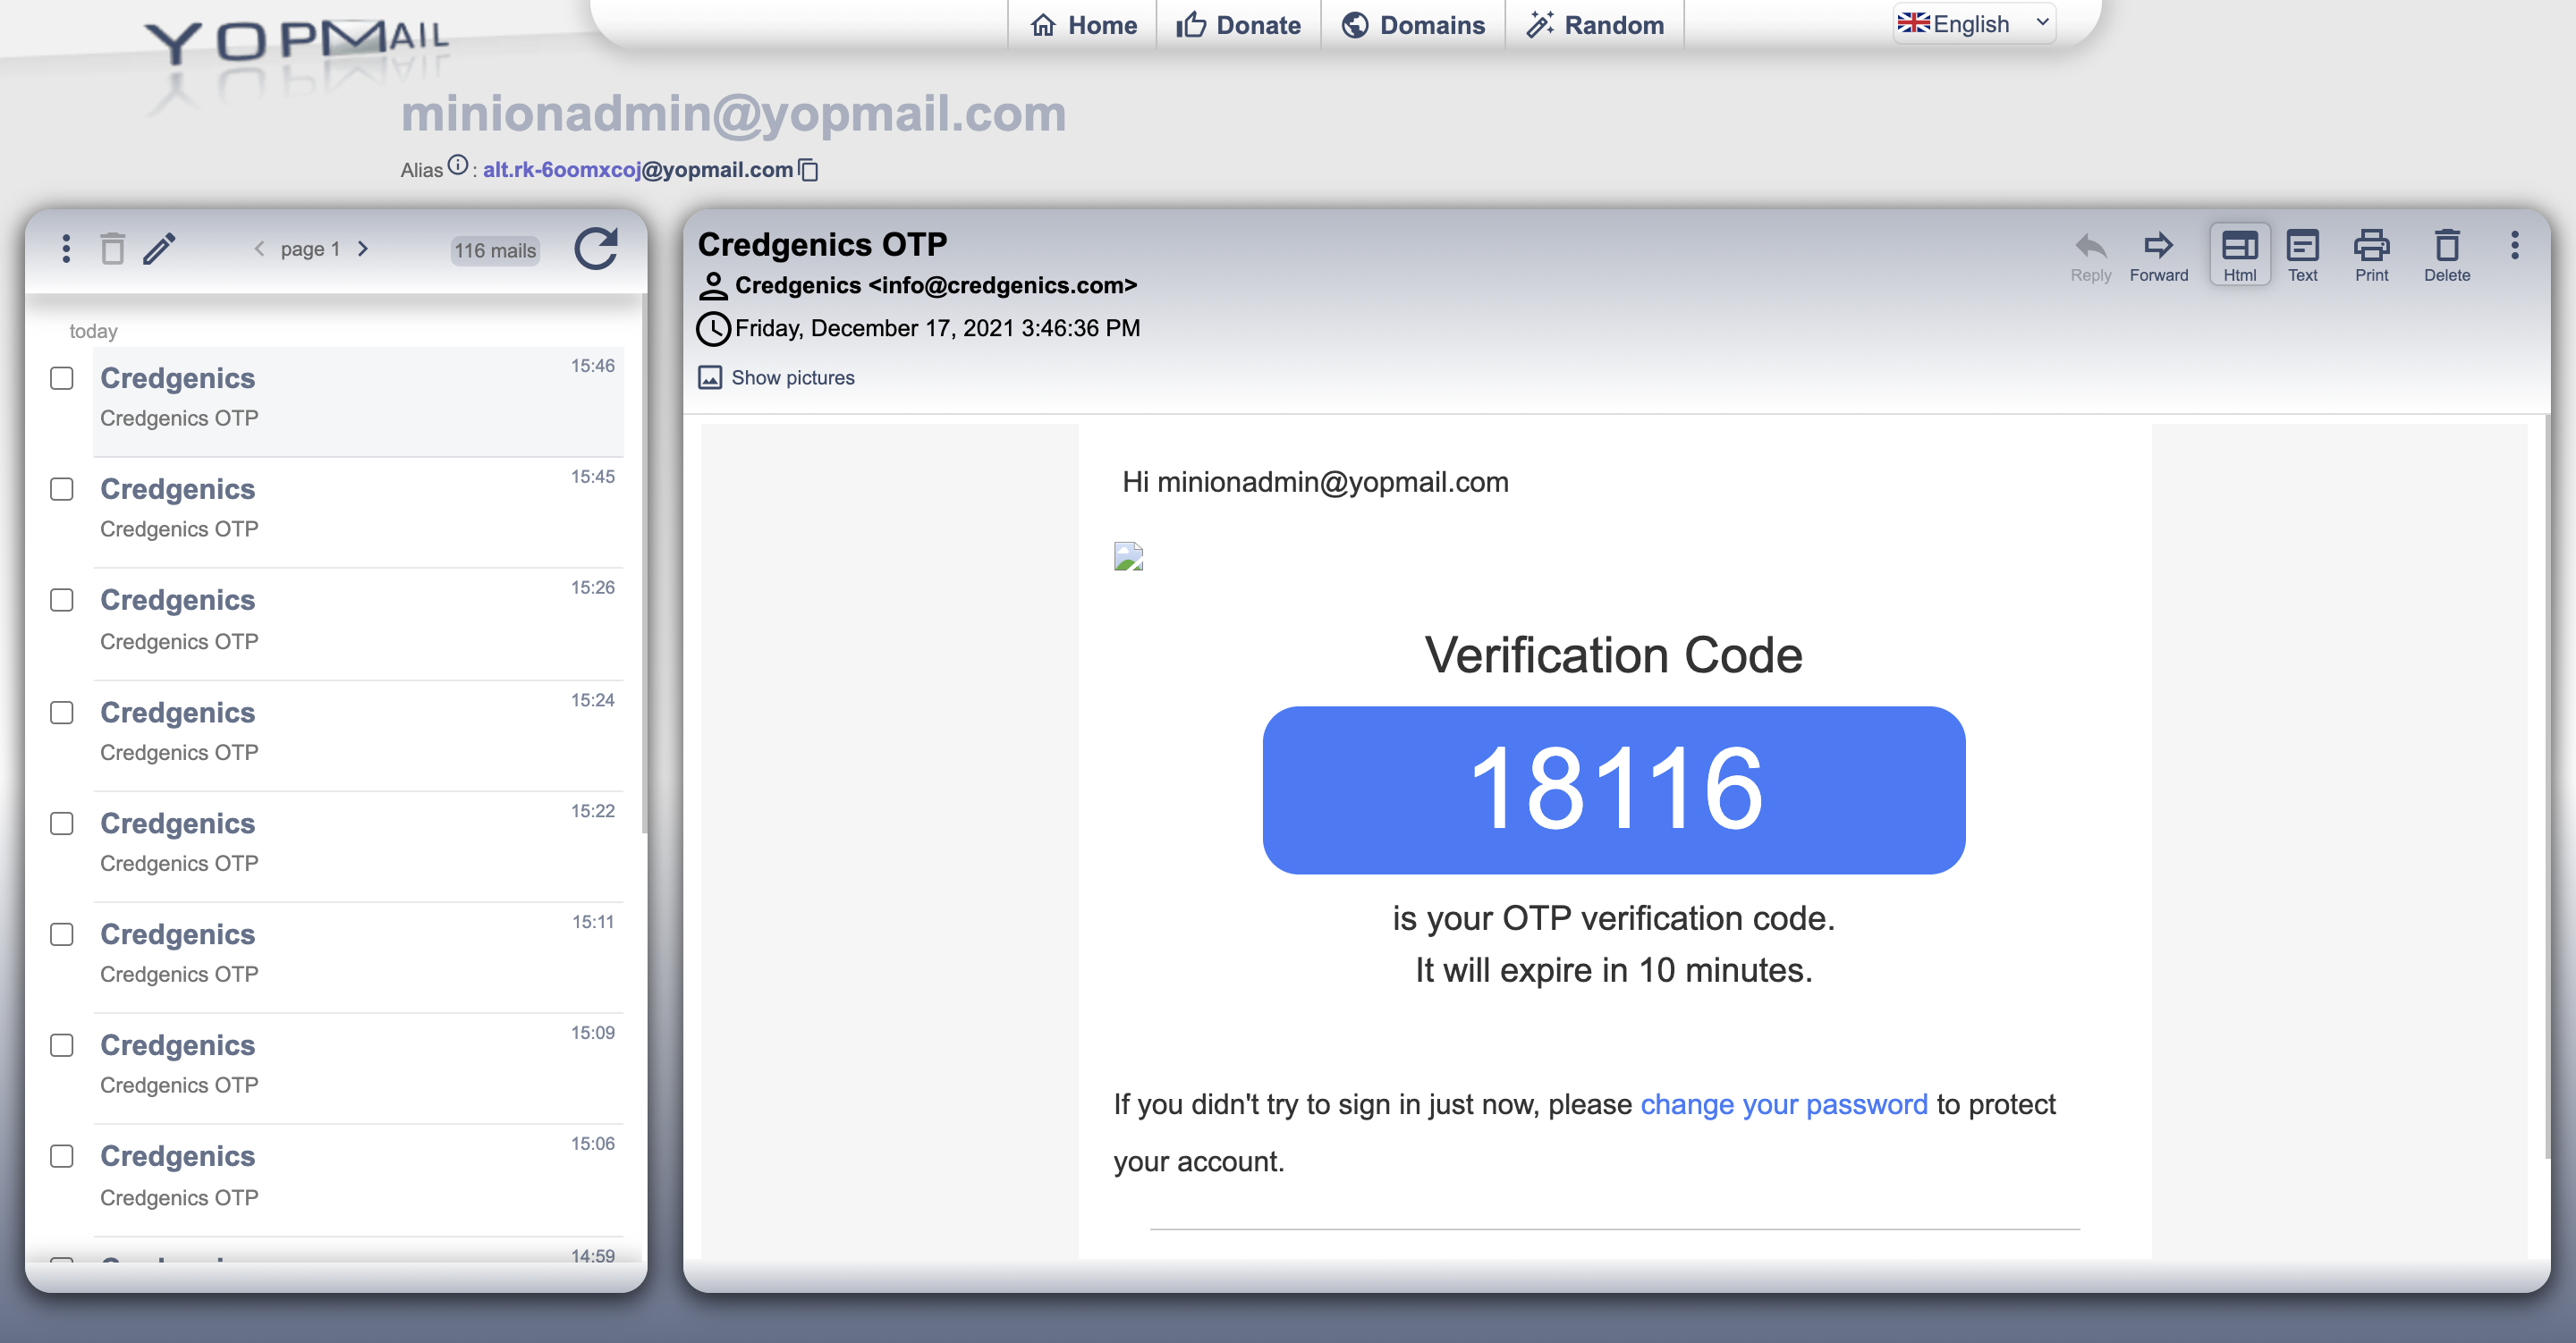 YOPMAIL
Home
Donate
Domains
Random
English
minionadmin@yopmail.com
Alias : alt.rk-6oomxcoj@yopmail.com
page 1
116 mails
today
Credgenics 15:46
Credgenics OTP
Credgenics 15:45
Credgenics OTP
Credgenics 15:26
Credgenics OTP
Credgenics 15:24
Credgenics OTP
Credgenics 15:22
Credgenics OTP
Credgenics 15:11
Credgenics OTP
Credgenics 15:09
Credgenics OTP
Credgenics 15:06
Credgenics OTP
14:59
Credgenics OTP
Credgenics <info@credgenics.com>
Friday, December 17, 2021 3:46:36 PM
Show pictures
Reply
Forward
Html
Text
Print
Delete
Hi minionadmin@yopmail.com
Verification Code
18116
is your OTP verification code.
It will expire in 10 minutes.
If you didn't try to sign in just now, please change your password to protect
your account.